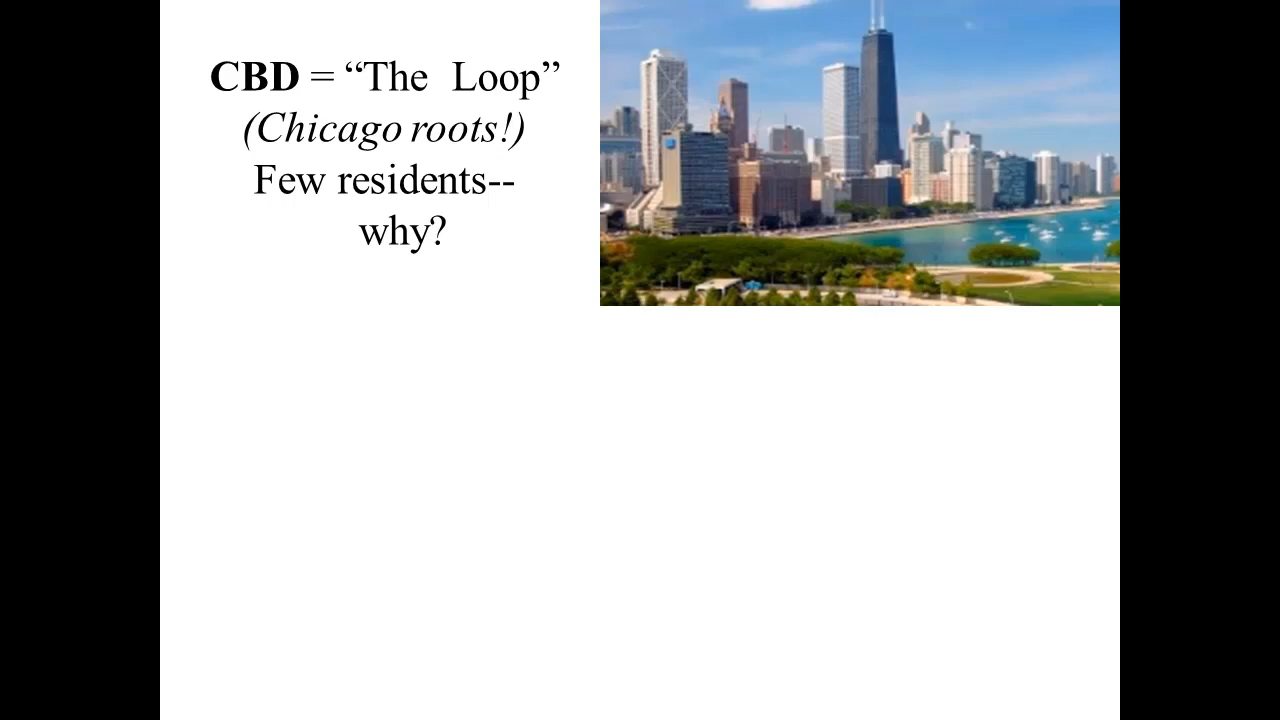 CBD = “The Loop”
(Chicago roots!)
Few residents--
why?